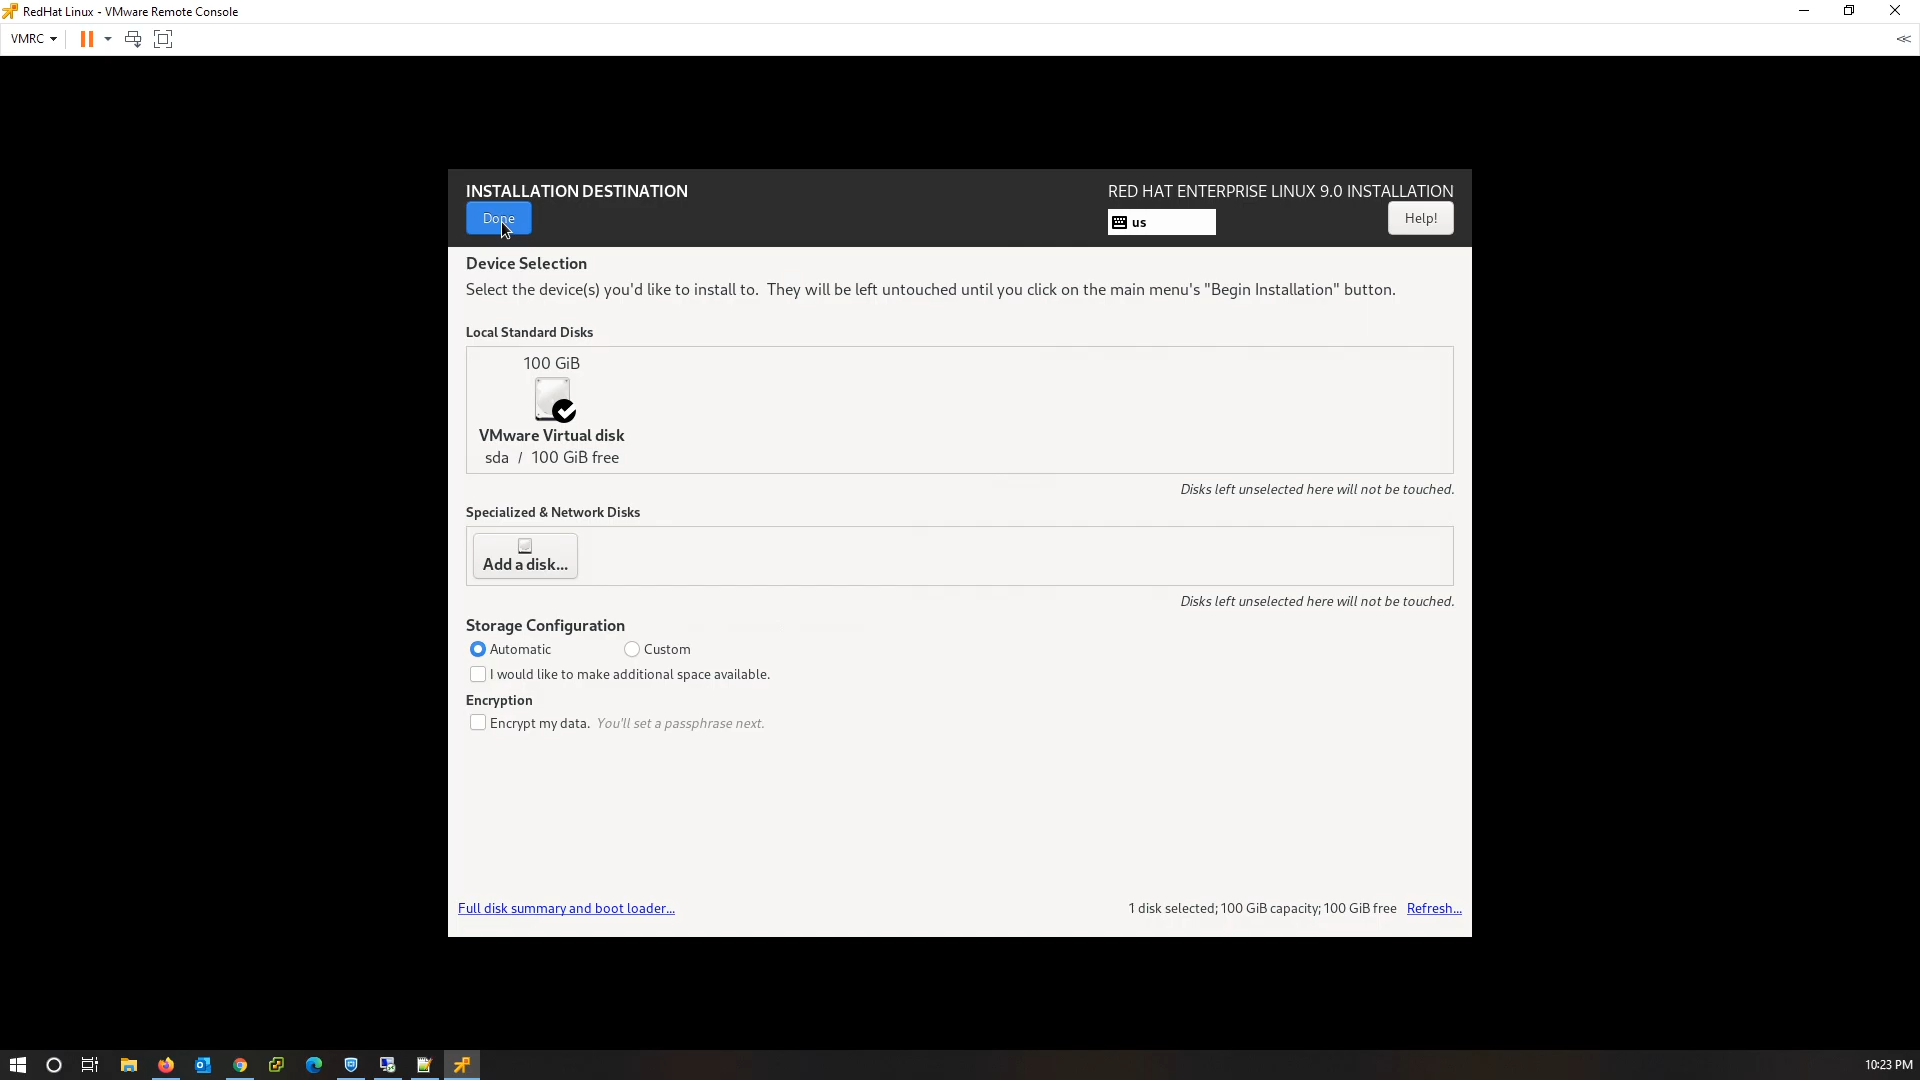 RedHat Linux - VMware Remote Console
VMRC
INSTALLATION DESTINATION
RED HAT ENTERPRISE LINUX 9.0 INSTALLATION
Done
us
Help!
Device Selection
Select the device(s) you'd like to install to. They will be left untouched until you click on the main menu's "Begin Installation" button.
Local Standard Disks
100 GiB
VMware Virtual disk
sda / 100 GiB free
Disks left unselected here will not be touched.
Specialized & Network Disks
Add a disk...
Disks left unselected here will not be touched.
Storage Configuration
Automatic Custom
I would like to make additional space available.
Encryption
Encrypt my data. You'll set a passphrase next.
Full disk summary and boot loader...
1 disk selected; 100 GiB capacity; 100 GiB free Refresh...
10:23 PM